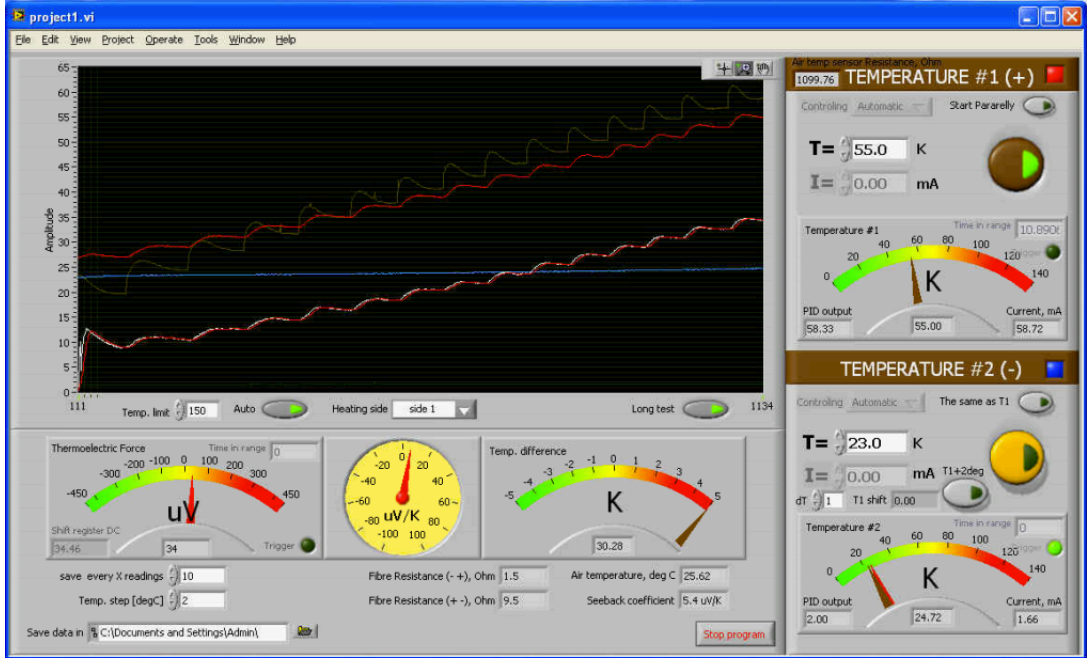 project1.vi
File Edit View Project Operate Tools Window Help
65
60
55
50
45
40
35
30
25
20
15
10
5
0
Amplitude
111
1134
Temp. limit 150 Auto Heating side side 1 Long test
Air temp sensor Resistance, Ohm
1099.76 TEMPERATURE #1 (+)
Controling Automatic Start Pararelly
T= 55.0 K
I= 0.00 mA
Temperature #1 Time in range 10.890
0 20 40 60 80 100 120 140
K
PID output Current, mA
58.33 55.00 58.72
TEMPERATURE #2 (-)
Controling Automatic The same as T1
T= 23.0 K
I= 0.00 mA T1+2deg
dT 1 T1 shift 0.00
Temperature #2 Time in range 0
0 20 40 60 80 100 120 140
K
PID output Current, mA
2.00 24.72 1.66
Thermoelectric Force Time in range 0
-450 -300 -200 -100 0 100 200 300 450
uV
Shift register DC
34.46 34 Trigger
-100 -80 -60 -40 -20 0 20 40 60 80 100
uV/K
Temp. difference
-5 -4 -3 -2 -1 0 1 2 3 4 5
K
30.28
save every X readings 10 Fibre Resistance (- +), Ohm 1.5 Air temperature, deg C 25.62
Temp. step [degC] 2 Fibre Resistance (+ -), Ohm 9.5 Seeback coefficient 5.4 uV/K
Save data in C:\Documents and Settings\Admin\ Stop program